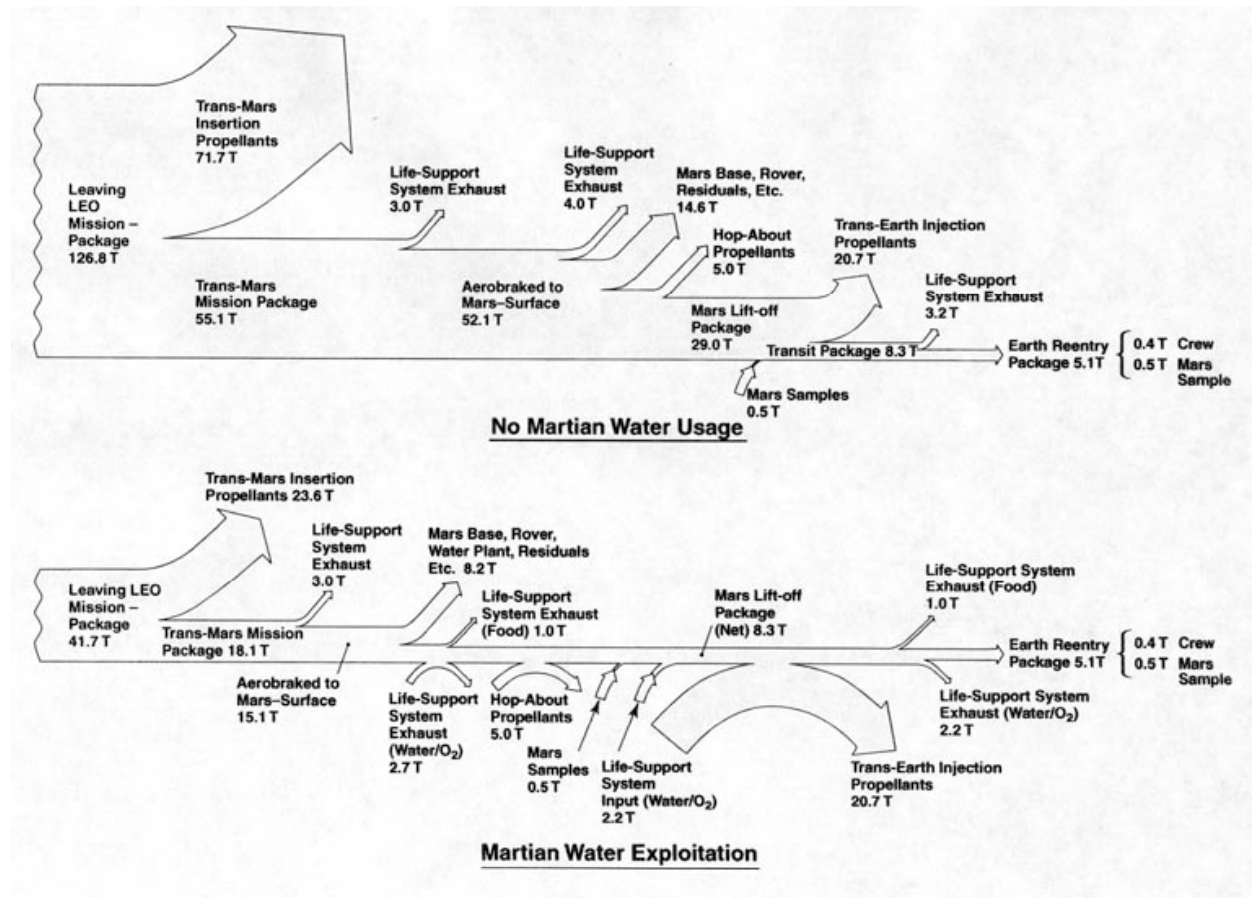 Trans-Mars
Insertion
Propellants
71.7 T
Leaving
LEO
Mission –
Package
126.8 T
Trans-Mars
Mission Package
55.1 T
Life-Support
System Exhaust
3.0 T
Life-Support
System
Exhaust
4.0 T
Mars Base, Rover,
Residuals, Etc.
14.6 T
Aerobraked to
Mars–Surface
52.1 T
Hop-About
Propellants
5.0 T
Mars Lift-off
Package
29.0 T
Trans-Earth Injection
Propellants
20.7 T
Life-Support
System Exhaust
3.2 T
Transit Package 8.3 T
Mars Samples
0.5 T
Earth Reentry
Package 5.1T
0.4 T Crew
0.5 T Mars
Sample
No Martian Water Usage
Trans-Mars Insertion
Propellants 23.6 T
Leaving LEO
Mission –
Package
41.7 T
Trans-Mars Mission
Package 18.1 T
Life-Support
System
Exhaust
3.0 T
Aerobraked to
Mars–Surface
15.1 T
Mars Base, Rover,
Water Plant, Residuals
Etc. 8.2 T
Life-Support
System Exhaust
(Food) 1.0 T
Life-Support
System
Exhaust
(Water/O₂)
2.7 T
Hop-About
Propellants
5.0 T
Mars
Samples
0.5 T
Life-Support
System
Input (Water/O₂)
2.2 T
Mars Lift-off
Package
(Net) 8.3 T
Trans-Earth Injection
Propellants
20.7 T
Life-Support System
Exhaust (Food)
1.0 T
Earth Reentry
Package 5.1T
0.4 T Crew
0.5 T Mars
Sample
Life-Support System
Exhaust (Water/O₂)
2.2 T
Martian Water Exploitation